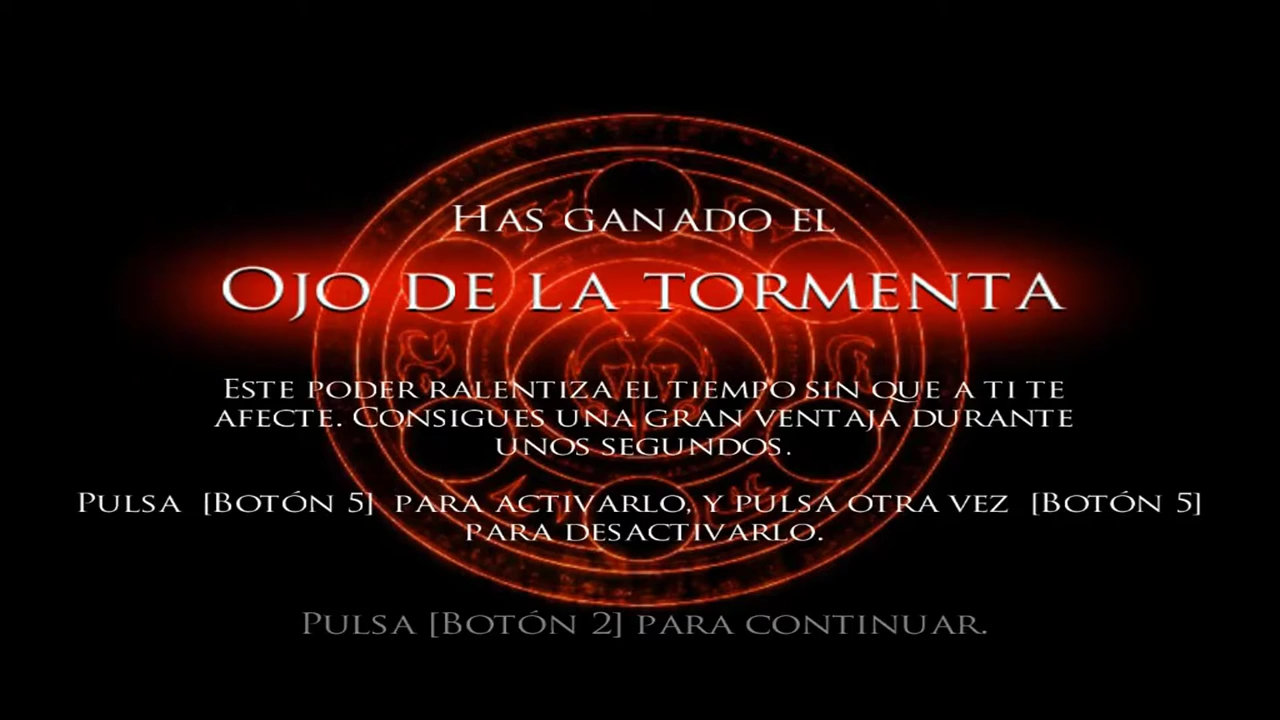 Has ganado el
Ojo de la tormenta
Este poder ralentiza el tiempo sin que a ti te
afecte. Consigues una gran ventaja durante
unos segundos.
Pulsa [Botón 5] para activarlo, y pulsa otra vez [Botón 5]
para desactivarlo.
Pulsa [Botón 2] para continuar.